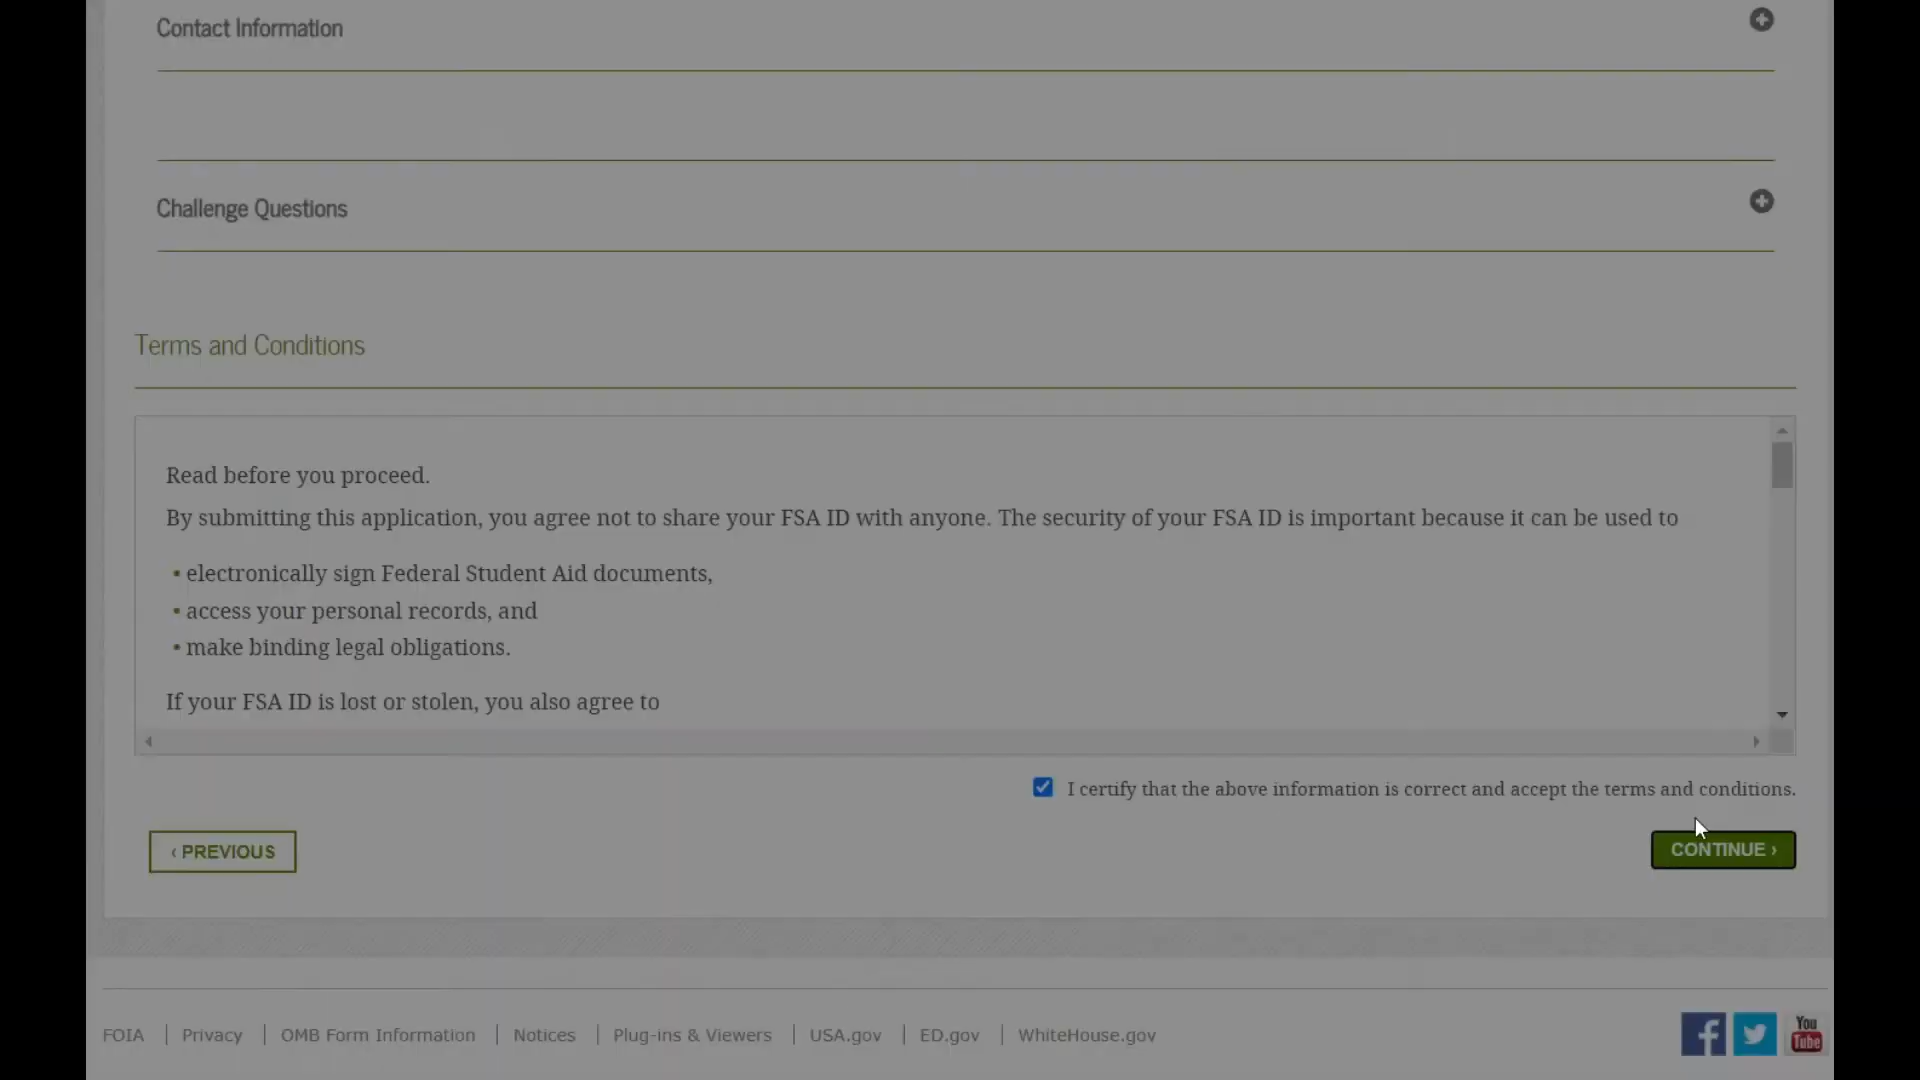 Contact Information
Challenge Questions
Terms and Conditions
Read before you proceed.
By submitting this application, you agree not to share your FSA ID with anyone. The security of your FSA ID is important because it can be used to
• electronically sign Federal Student Aid documents,
• access your personal records, and
• make binding legal obligations.
If your FSA ID is lost or stolen, you also agree to
I certify that the above information is correct and accept the terms and conditions.
‹ PREVIOUS
CONTINUE ›
FOIA | Privacy | OMB Form Information | Notices | Plug-ins & Viewers | USA.gov | ED.gov | WhiteHouse.gov
You
Tube